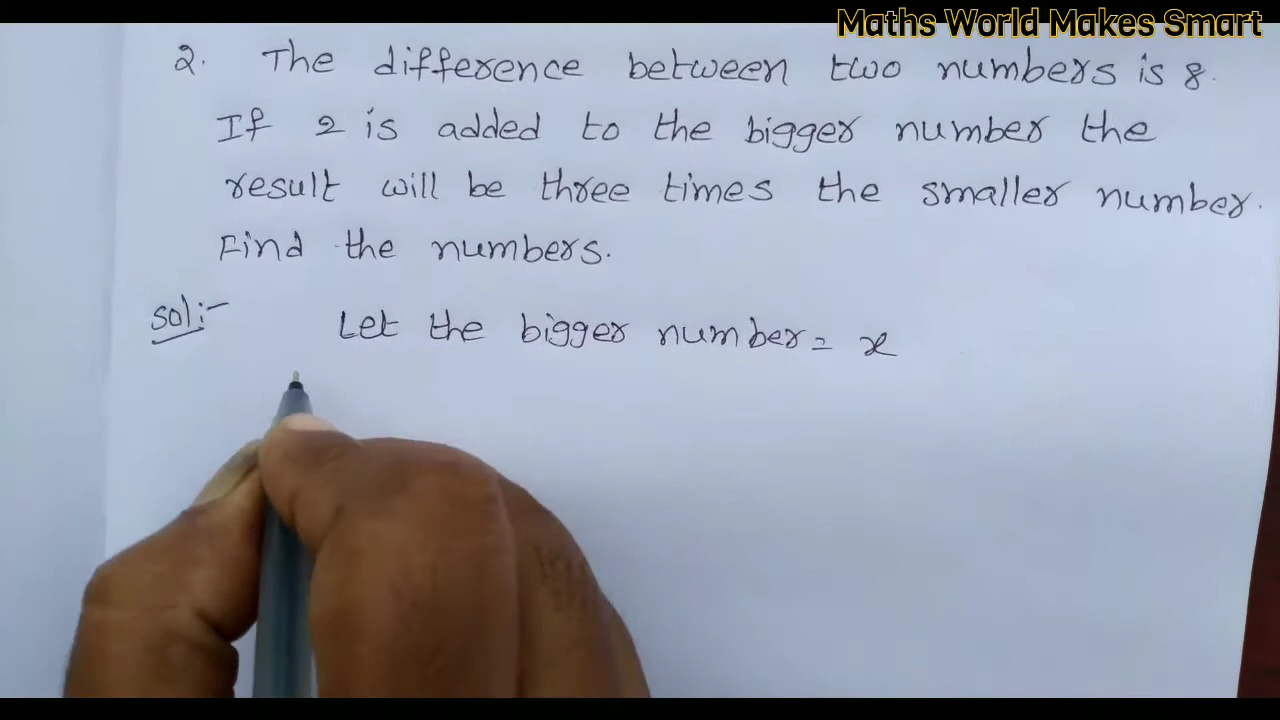 Maths World Makes Smart
2. The difference between two numbers is 8.
If 2 is added to the bigger number the
result will be three times the smaller number.
Find the numbers.
Sol:- Let the bigger number = x